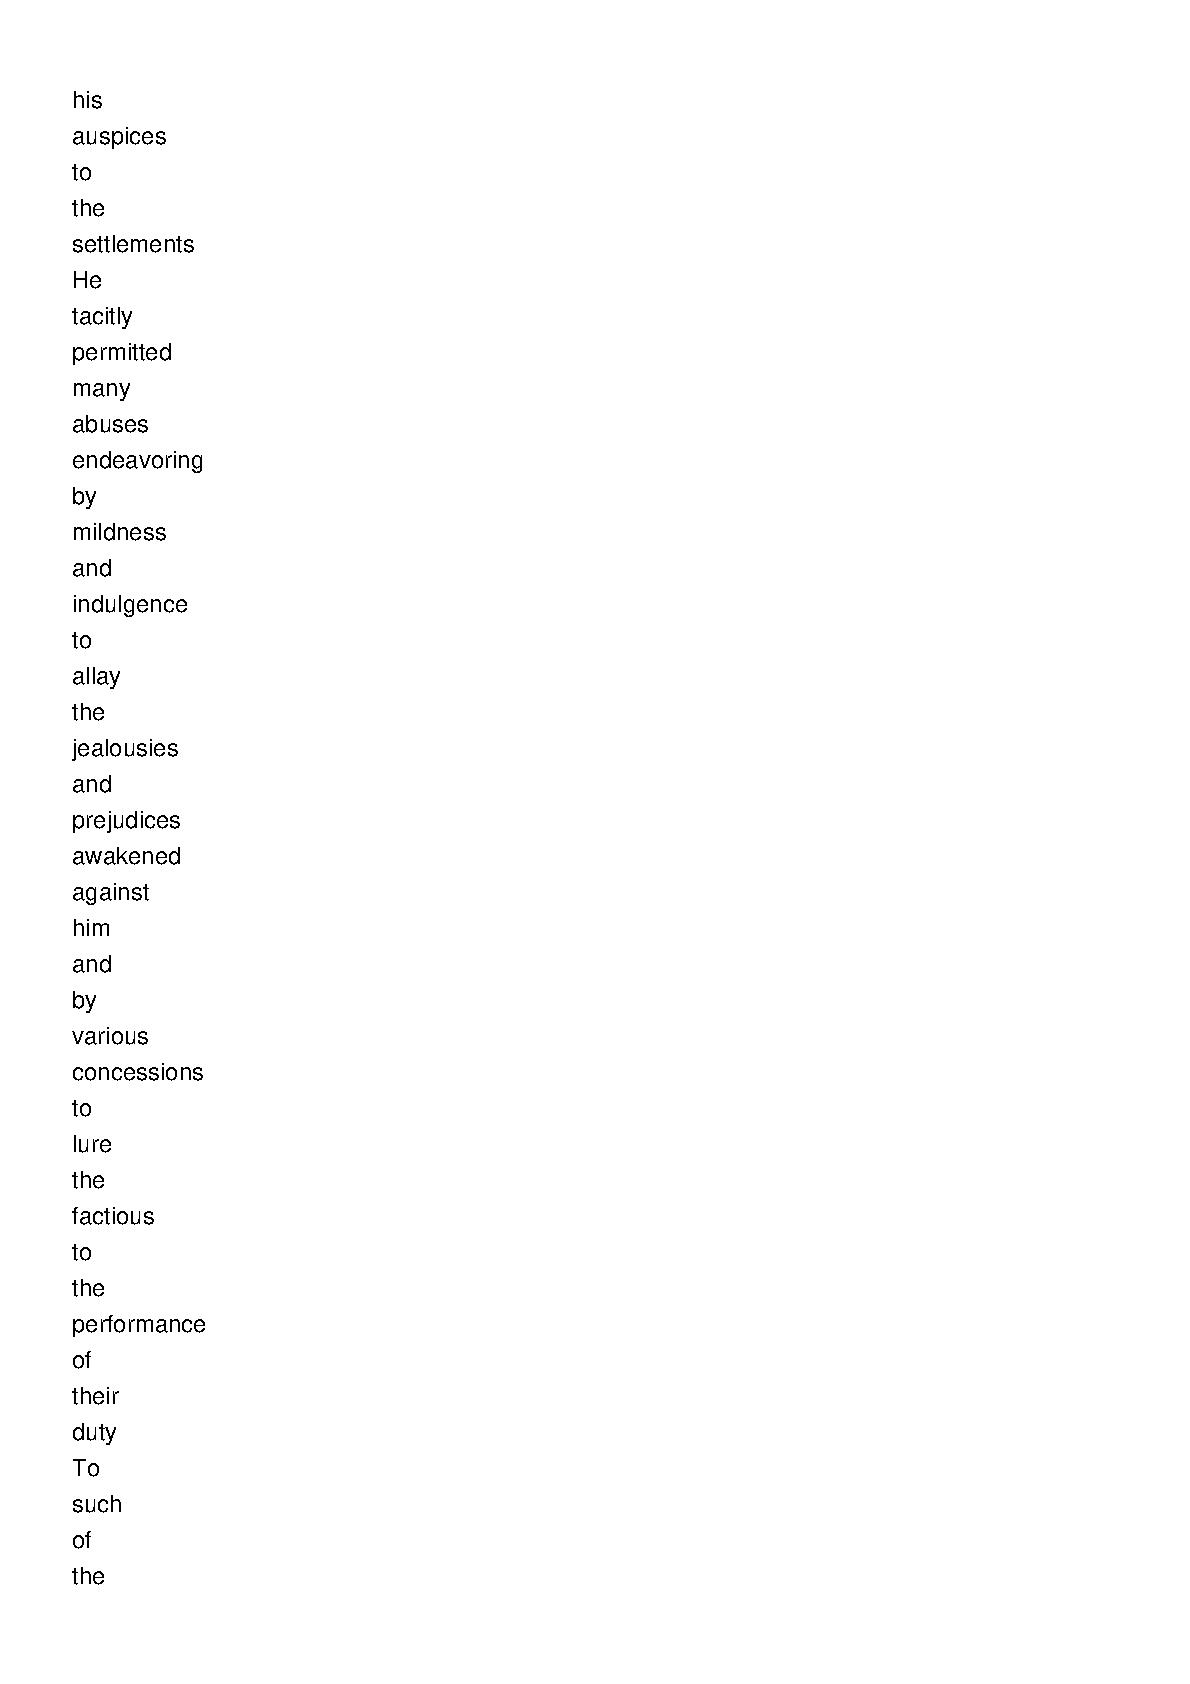 his
auspices
to
the
settlements
He
tacitly
permitted
many
abuses
endeavoring
by
mildness
and
indulgence
to
allay
the
jealousies
and
prejudices
awakened
against
him
and
by
various
concessions
to
lure
the
factious
to
the
performance
of
their
duty
To
such
of
the